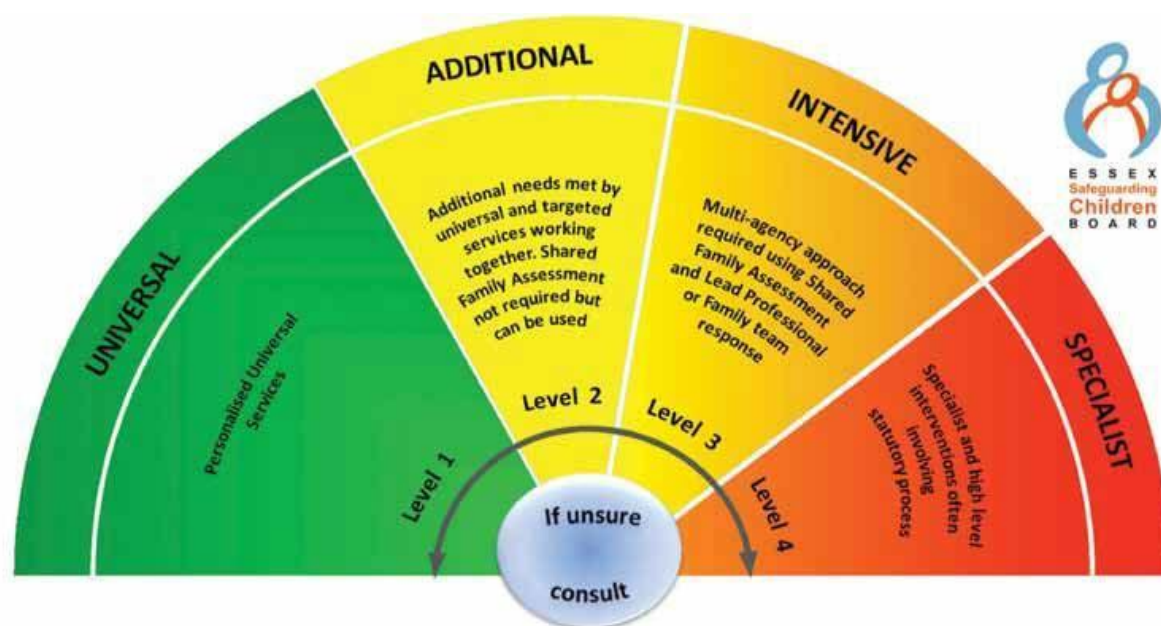 UNIVERSAL
Personalised Universal
Services
Level 1
ADDITIONAL
Additional needs met by
universal and targeted
services working
together. Shared
Family Assessment
not required but
can be used
Level 2
INTENSIVE
Multi-agency approach
required using Shared
Family Assessment
and Lead Professional
or Family team
response
Level 3
SPECIALIST
Specialist and high level
interventions often
involving
statutory process
Level 4
If unsure
consult
ESSEX
Safeguarding
Children
BOARD